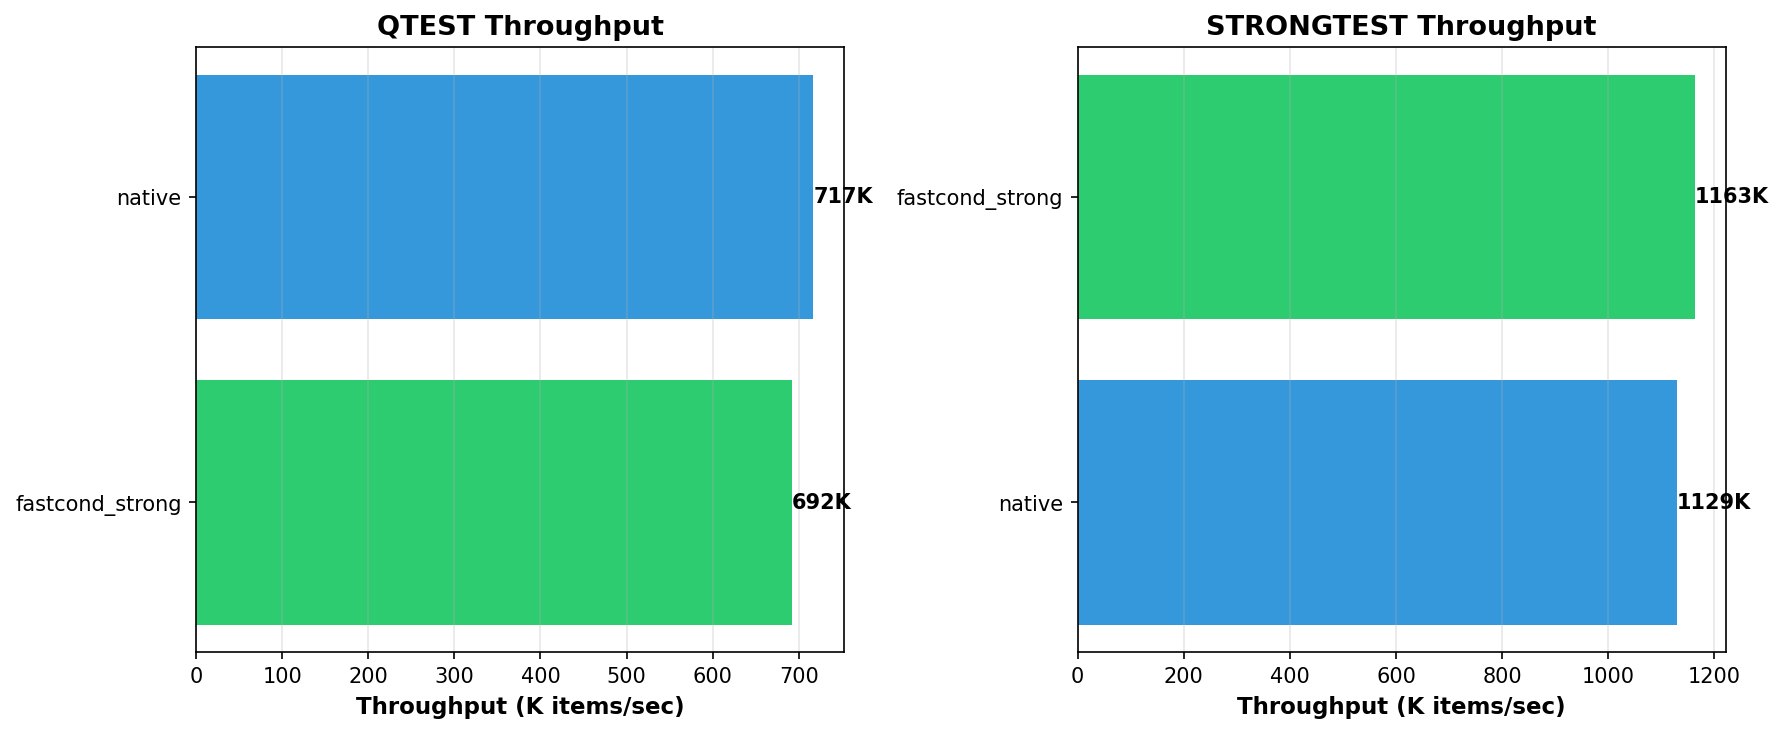 QTEST Throughput
native
717K
fastcond_strong
692K
0 100 200 300 400 500 600 700
Throughput (K items/sec)
STRONGTEST Throughput
fastcond_strong
1163K
native
1129K
0 200 400 600 800 1000 1200
Throughput (K items/sec)